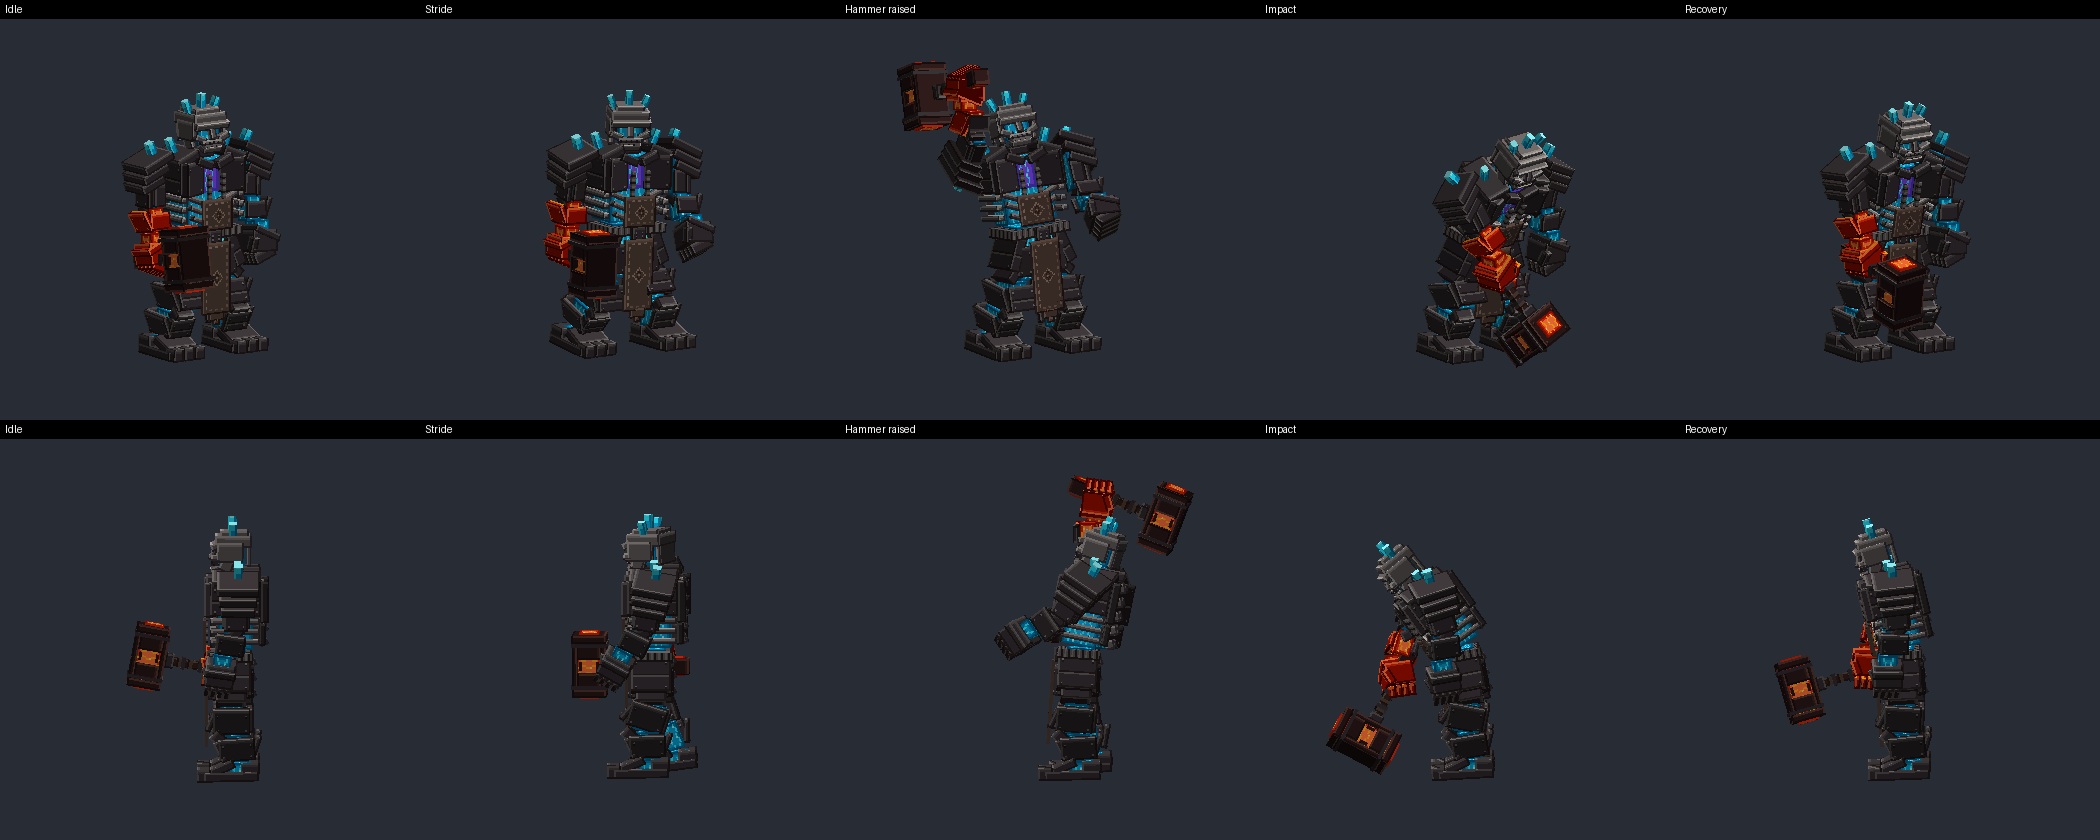 Idle
Stride
Hammer raised
Impact
Recovery
Idle
Stride
Hammer raised
Impact
Recovery